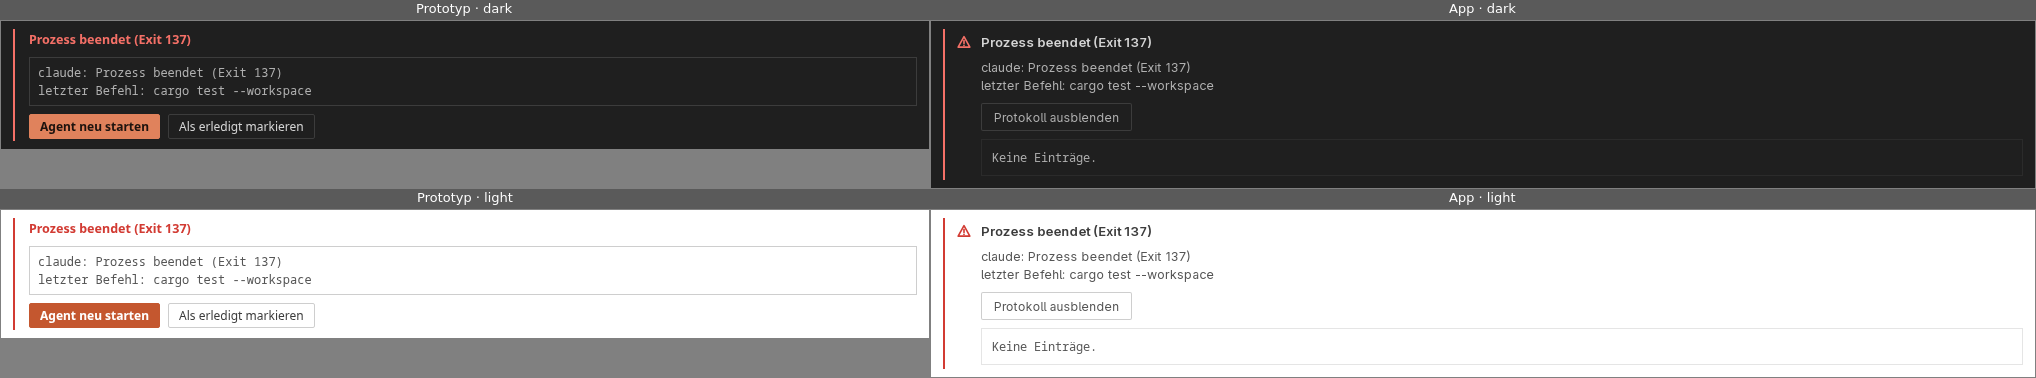 Prototyp · dark
Prozess beendet (Exit 137)
claude: Prozess beendet (Exit 137)
letzter Befehl: cargo test --workspace
Agent neu starten
Als erledigt markieren
App · dark
Prozess beendet (Exit 137)
claude: Prozess beendet (Exit 137)
letzter Befehl: cargo test --workspace
Protokoll ausblenden
Keine Einträge.
Prototyp · light
Prozess beendet (Exit 137)
claude: Prozess beendet (Exit 137)
letzter Befehl: cargo test --workspace
Agent neu starten
Als erledigt markieren
App · light
Prozess beendet (Exit 137)
claude: Prozess beendet (Exit 137)
letzter Befehl: cargo test --workspace
Protokoll ausblenden
Keine Einträge.